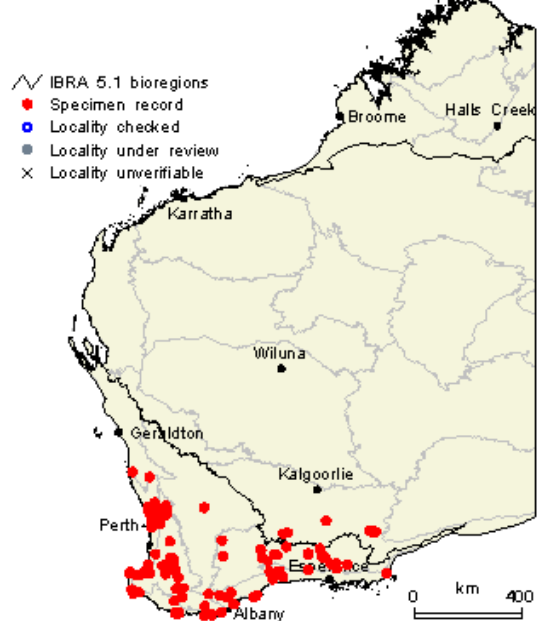 IBRA 5.1 bioregions
Specimen record
Locality checked
Locality under review
Locality unverifiable
Broome
Halls Creek
Karratha
Wiluna
Geraldton
Kalgoorlie
Perth
Esperance
Albany
km
0 400